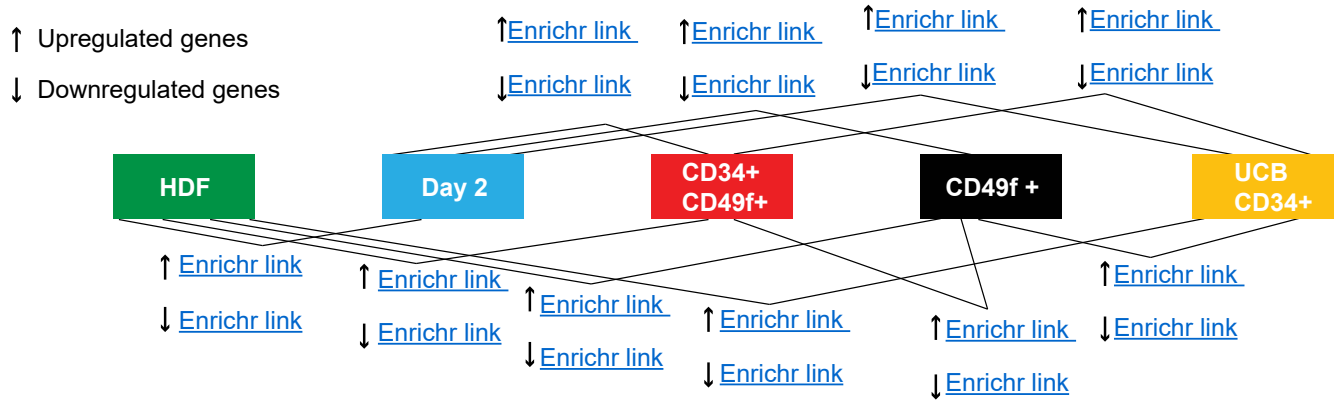 ↑ Upregulated genes
↓ Downregulated genes
↑Enrichr link
↓Enrichr link
↑Enrichr link
↓Enrichr link
↑Enrichr link
↓Enrichr link
↑Enrichr link
↓Enrichr link
HDF
Day 2
CD34+
CD49f+
CD49f +
UCB
CD34+
↑ Enrichr link
↓ Enrichr link
↑ Enrichr link
↓ Enrichr link
↑ Enrichr link
↓ Enrichr link
↑ Enrichr link
↓ Enrichr link
↑ Enrichr link
↓ Enrichr link
↑ Enrichr link
↓ Enrichr link